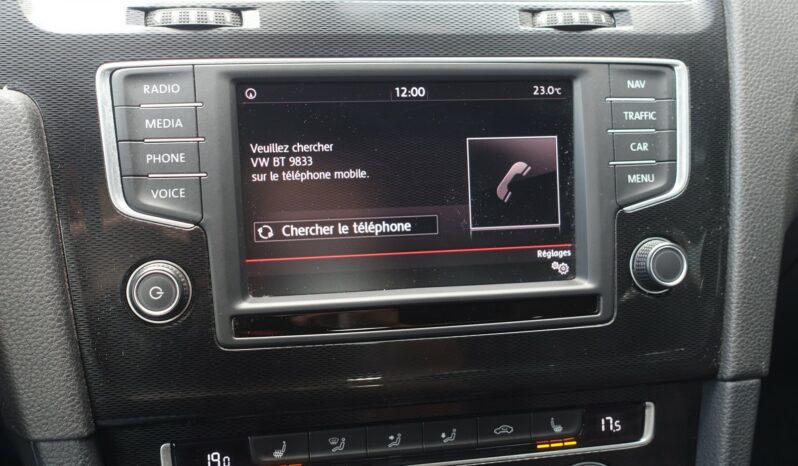 RADIO
MEDIA
PHONE
VOICE
12:00
23.0°C
Veuillez chercher
VW BT 9833
sur le téléphone mobile.
Chercher le téléphone
Réglages
NAV
TRAFFIC
CAR
MENU
19.0
17.5